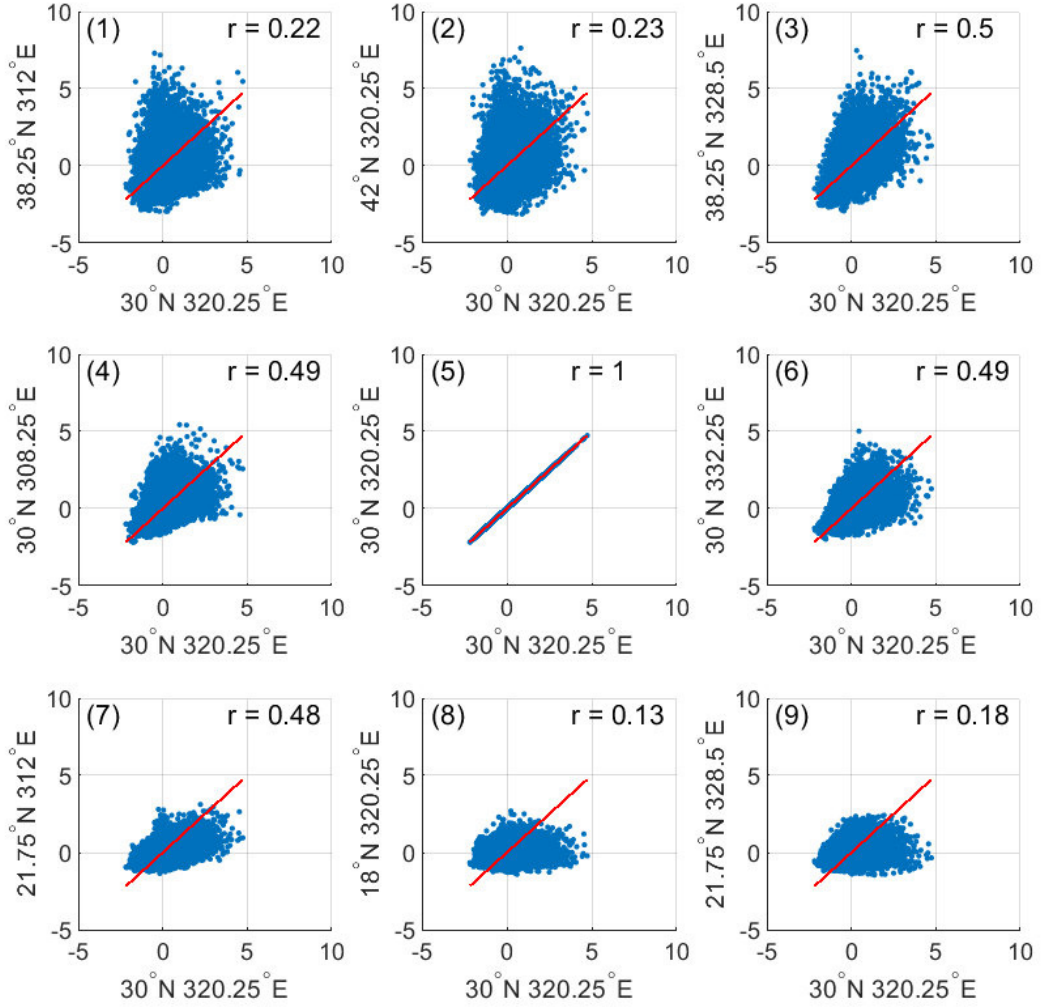 (1) r = 0.22
38.25°N 312°E
10
5
0
-5
-5 0 5 10
30°N 320.25°E
(2) r = 0.23
42°N 320.25°E
10
5
0
-5
-5 0 5 10
30°N 320.25°E
(3) r = 0.5
38.25°N 328.5°E
10
5
0
-5
-5 0 5 10
30°N 320.25°E
(4) r = 0.49
30°N 308.25°E
10
5
0
-5
-5 0 5 10
30°N 320.25°E
(5) r = 1
30°N 320.25°E
10
5
0
-5
-5 0 5 10
30°N 320.25°E
(6) r = 0.49
30°N 332.25°E
10
5
0
-5
-5 0 5 10
30°N 320.25°E
(7) r = 0.48
21.75°N 312°E
10
5
0
-5
-5 0 5 10
30°N 320.25°E
(8) r = 0.13
18°N 320.25°E
10
5
0
-5
-5 0 5 10
30°N 320.25°E
(9) r = 0.18
21.75°N 328.5°E
10
5
0
-5
-5 0 5 10
30°N 320.25°E